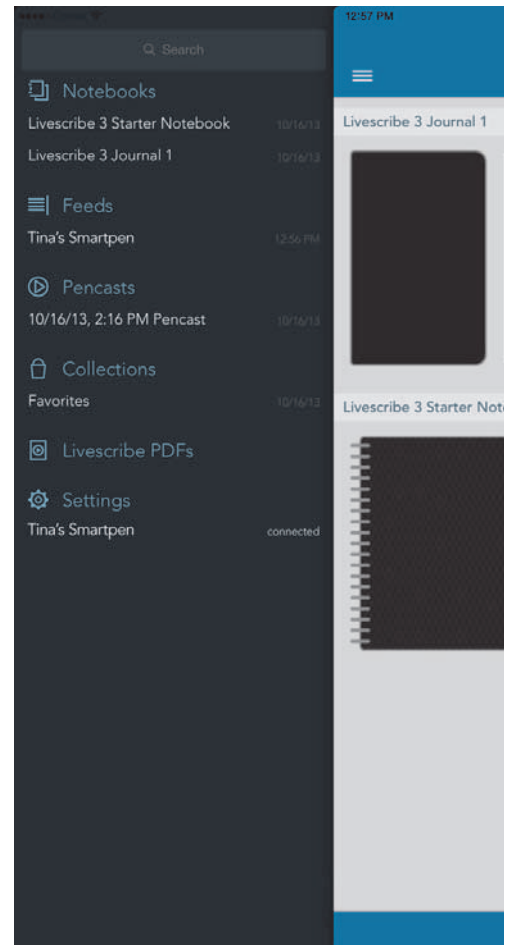 12:57 PM
Search
Notebooks
Livescribe 3 Starter Notebook 10/16/13
Livescribe 3 Journal 1 10/16/13
Feeds
Tina's Smartpen 12:56 PM
Pencasts
10/16/13, 2:16 PM Pencast 10/16/13
Collections
Favorites 10/16/13
Livescribe PDFs
Settings
Tina's Smartpen connected
Livescribe 3 Journal 1
Livescribe 3 Starter Not